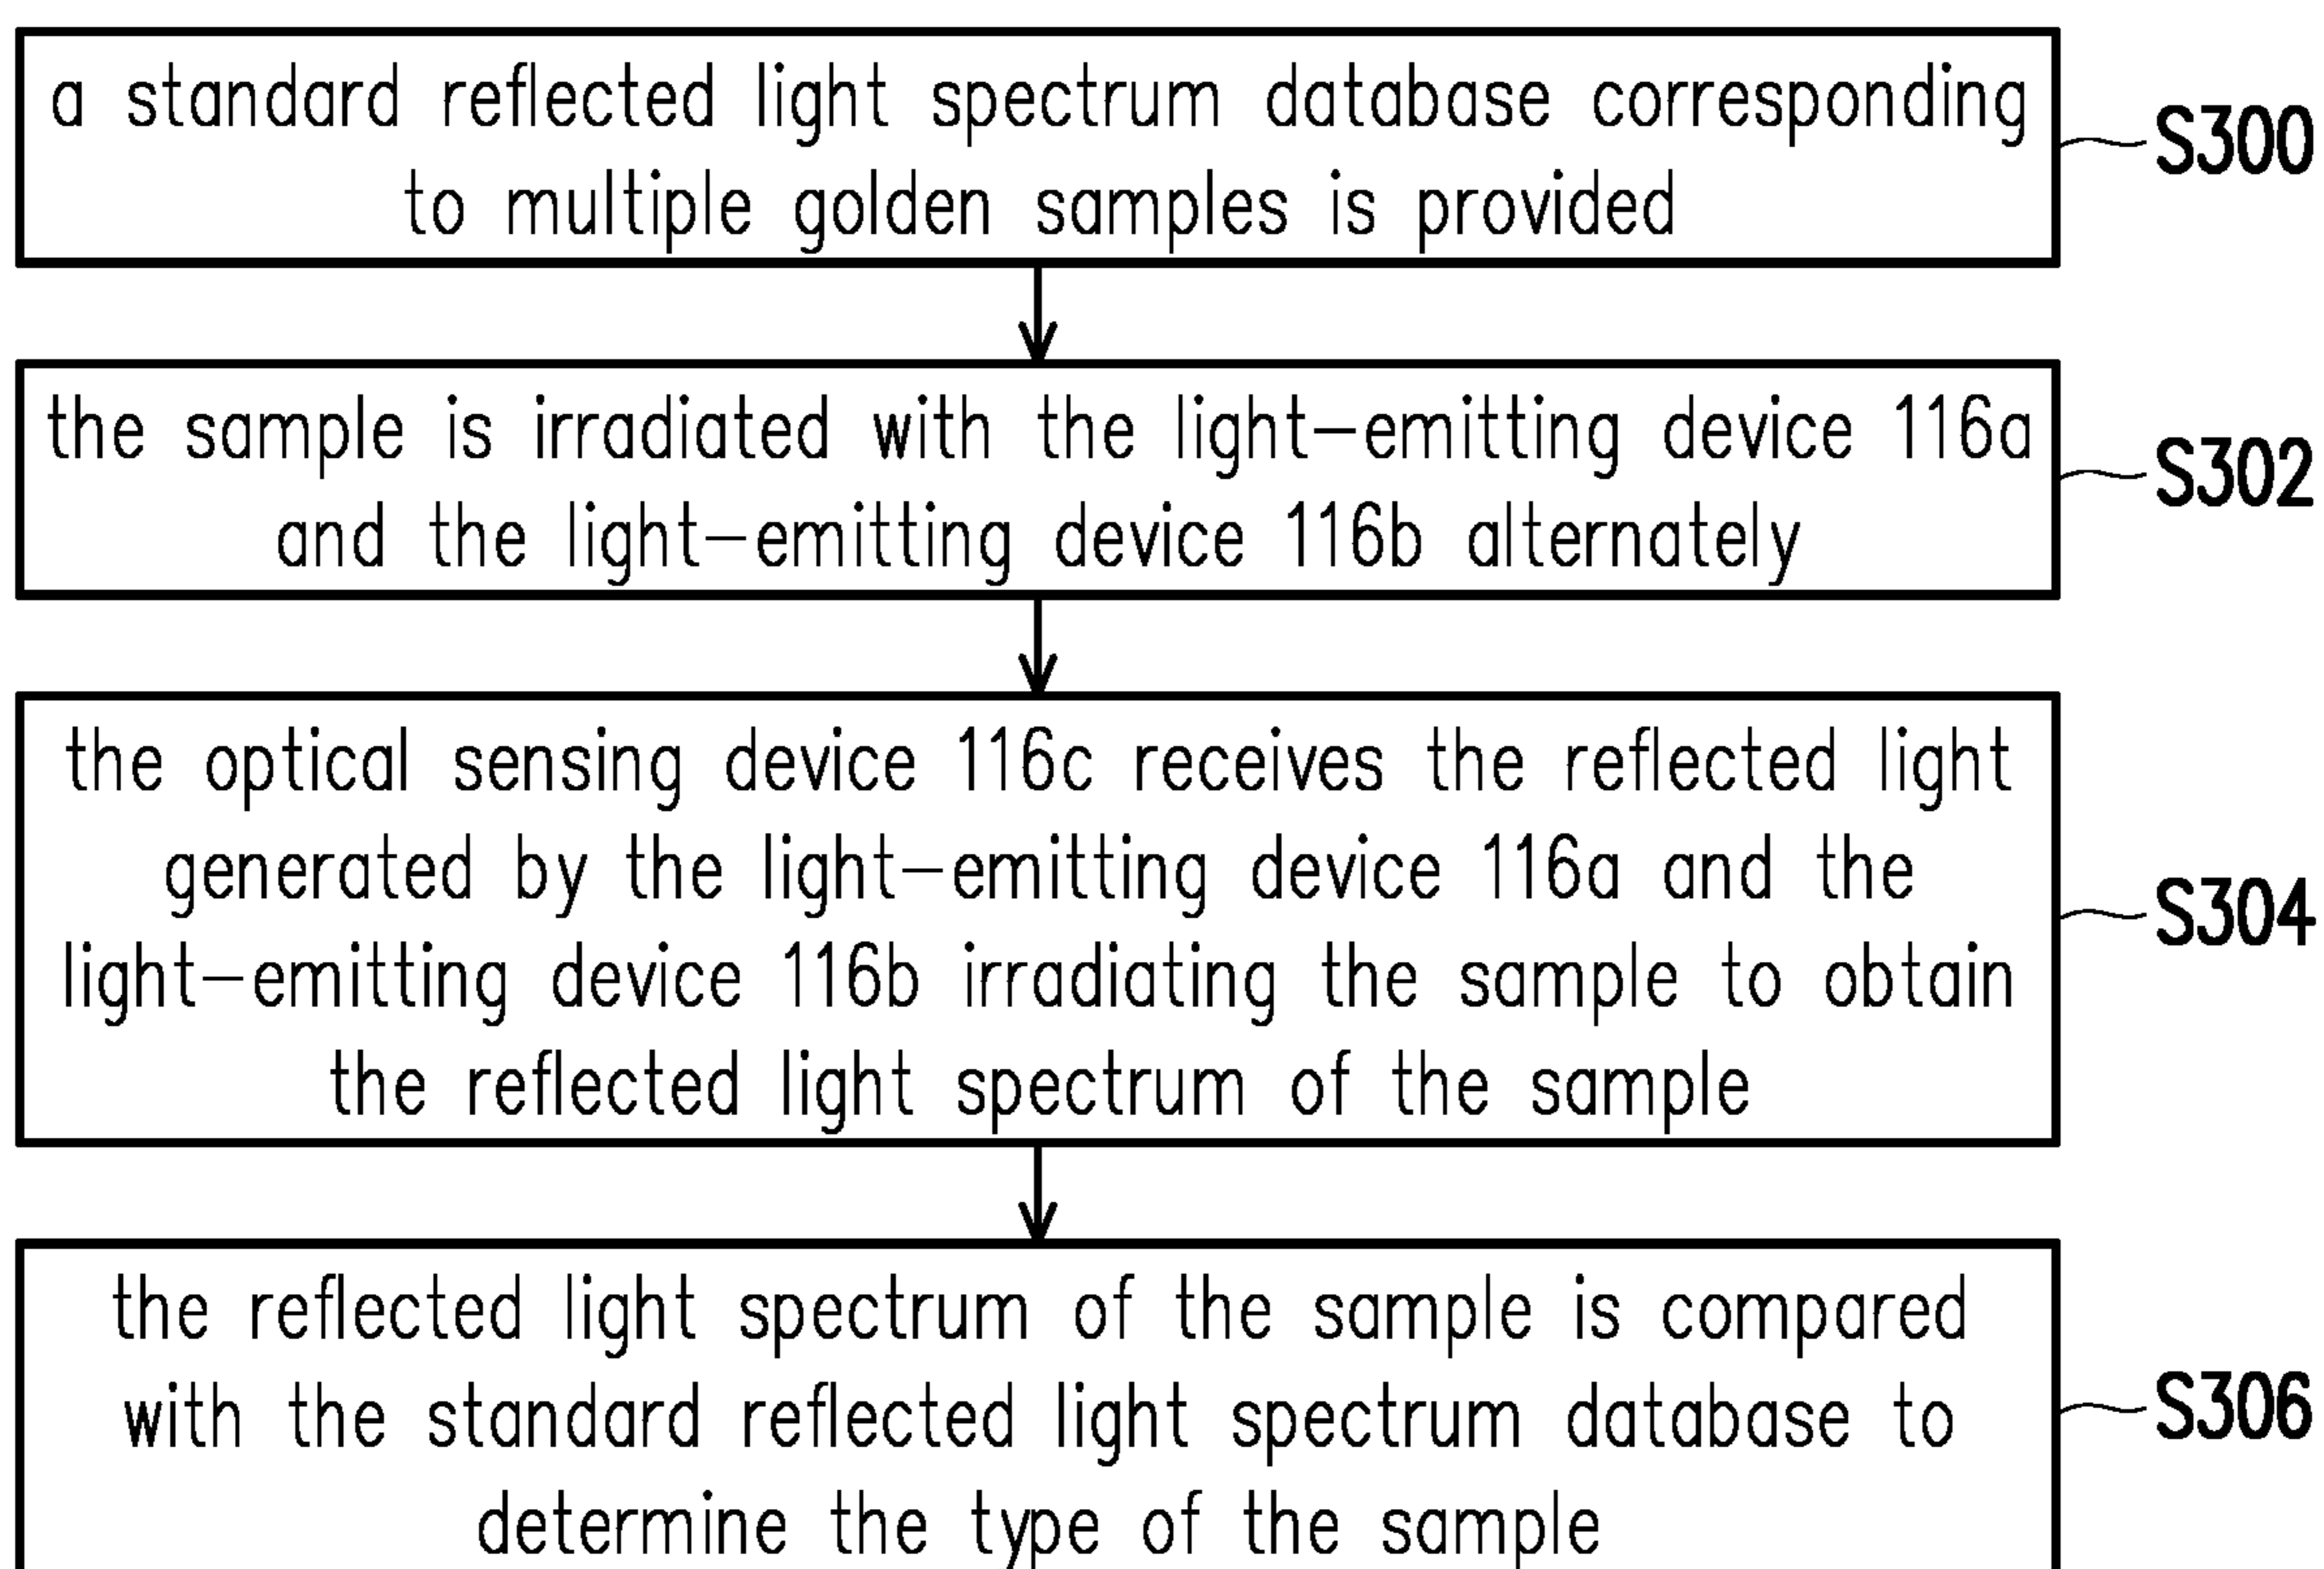 a standard reflected light spectrum database corresponding
to multiple golden samples is provided
S300
the sample is irradiated with the light-emitting device 116a
and the light-emitting device 116b alternately
S302
the optical sensing device 116c receives the reflected light
generated by the light-emitting device 116a and the
light-emitting device 116b irradiating the sample to obtain
the reflected light spectrum of the sample
S304
the reflected light spectrum of the sample is compared
with the standard reflected light spectrum database to
determine the type of the sample
S306